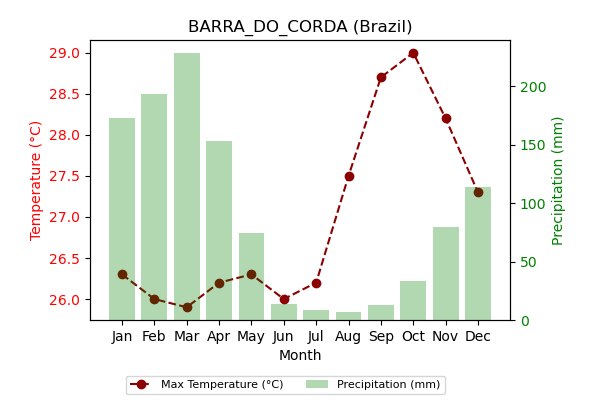 BARRA_DO_CORDA (Brazil)
29.0
28.5
28.0
27.5
27.0
26.5
26.0
Temperature (°C)
200
150
100
50
0
Precipitation (mm)
Jan Feb Mar Apr May Jun Jul Aug Sep Oct Nov Dec
Month
Max Temperature (°C) Precipitation (mm)